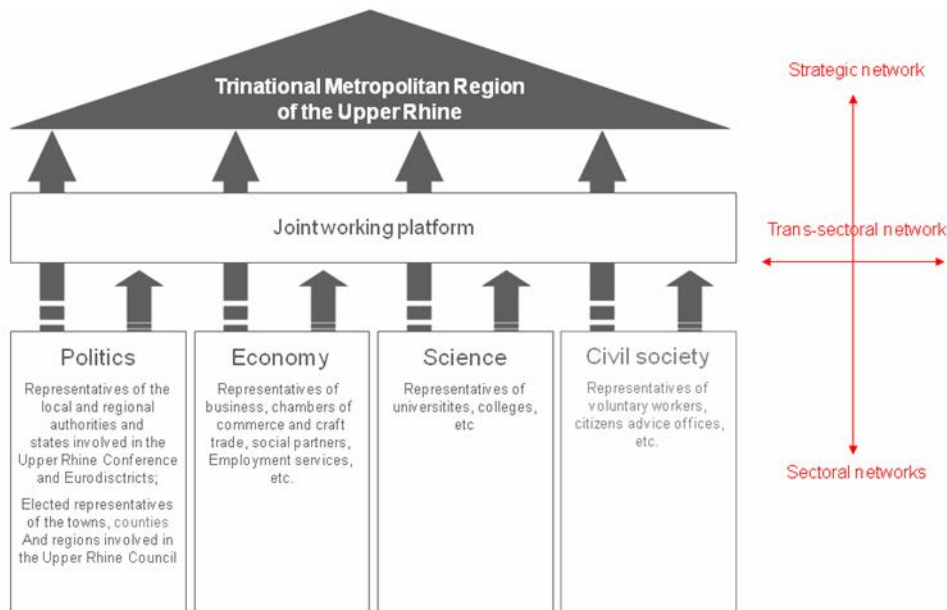 Trinational Metropolitan Region
of the Upper Rhine
Strategic network
Joint working platform
Trans-sectoral network
Politics
Representatives of the
local and regional
authorities and
states involved in the
Upper Rhine Conference
and Eurodisctricts;
Elected representatives
of the towns, counties
And regions involved in
the Upper Rhine Council
Economy
Representatives of
business, chambers of
commerce and craft
trade, social partners,
Employment services,
etc.
Science
Representatives of
universitites, colleges,
etc
Civil society
Representatives of
voluntary workers,
citizens advice offices,
etc.
Sectoral networks